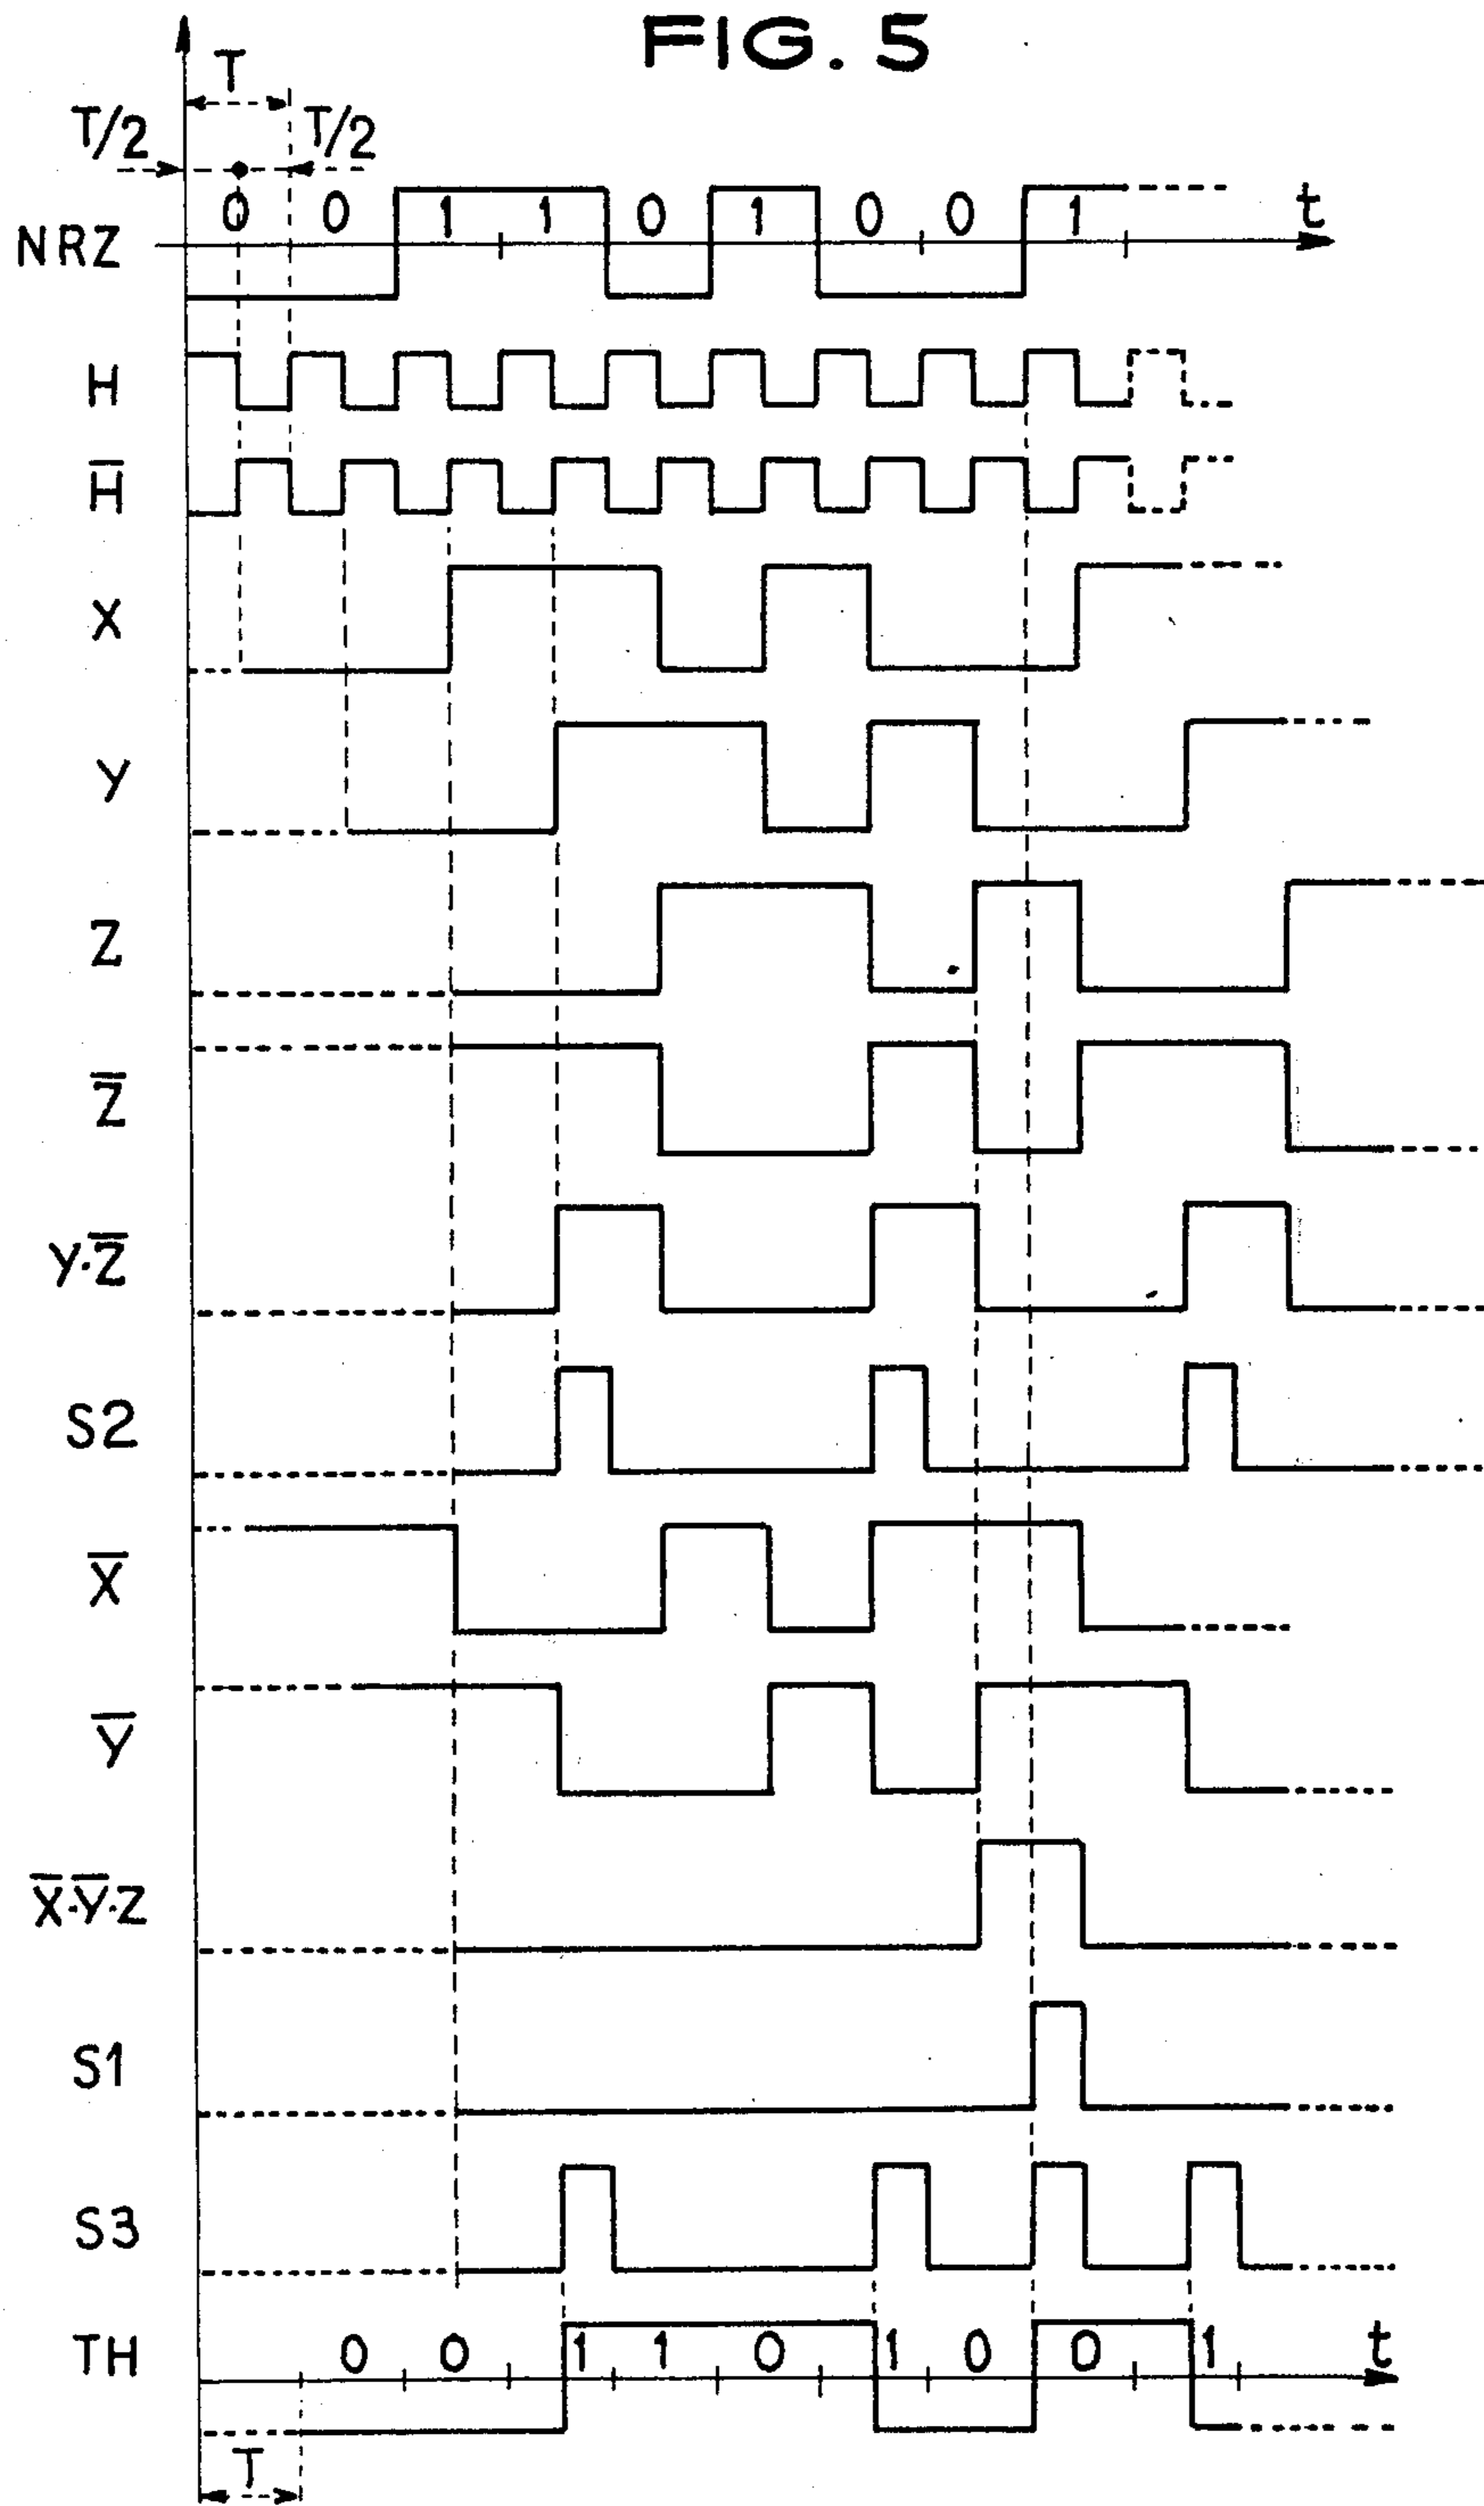 FIG. 5
T
T/2 T/2
0 0 1 1 0 1 0 0 1 t
NRZ
H
H̅
X
Y
Z
Z̅
Y·Z̅
S2
X̅
Y̅
X̅·Y̅·Z
S1
S3
TH 0 0 1 1 0 1 0 0 1 t
T